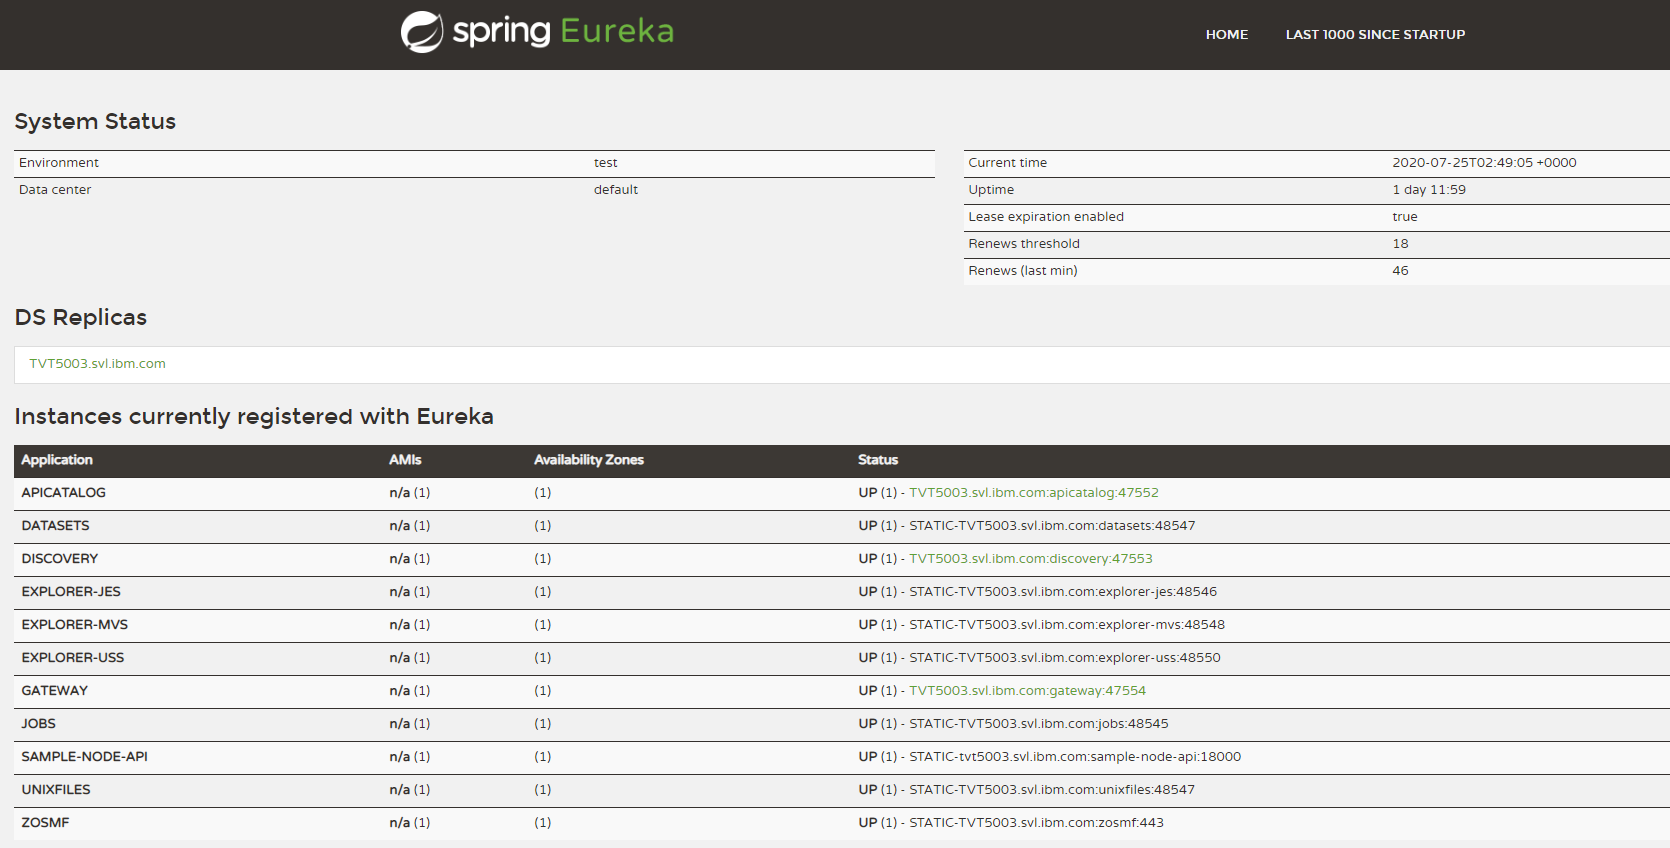 spring Eureka
HOME LAST 1000 SINCE STARTUP
System Status
Environment test
Data center default
Current time 2020-07-25T02:49:05 +0000
Uptime 1 day 11:59
Lease expiration enabled true
Renews threshold 18
Renews (last min) 46
DS Replicas
TVT5003.svl.ibm.com
Instances currently registered with Eureka
Application AMIs Availability Zones Status
APICATALOG n/a (1) (1) UP (1) - TVT5003.svl.ibm.com:apicatalog:47552
DATASETS n/a (1) (1) UP (1) - STATIC-TVT5003.svl.ibm.com:datasets:48547
DISCOVERY n/a (1) (1) UP (1) - TVT5003.svl.ibm.com:discovery:47553
EXPLORER-JES n/a (1) (1) UP (1) - STATIC-TVT5003.svl.ibm.com:explorer-jes:48546
EXPLORER-MVS n/a (1) (1) UP (1) - STATIC-TVT5003.svl.ibm.com:explorer-mvs:48548
EXPLORER-USS n/a (1) (1) UP (1) - STATIC-TVT5003.svl.ibm.com:explorer-uss:48550
GATEWAY n/a (1) (1) UP (1) - TVT5003.svl.ibm.com:gateway:47554
JOBS n/a (1) (1) UP (1) - STATIC-TVT5003.svl.ibm.com:jobs:48545
SAMPLE-NODE-API n/a (1) (1) UP (1) - STATIC-tvt5003.svl.ibm.com:sample-node-api:18000
UNIXFILES n/a (1) (1) UP (1) - STATIC-TVT5003.svl.ibm.com:unixfiles:48547
ZOSMF n/a (1) (1) UP (1) - STATIC-TVT5003.svl.ibm.com:zosmf:443